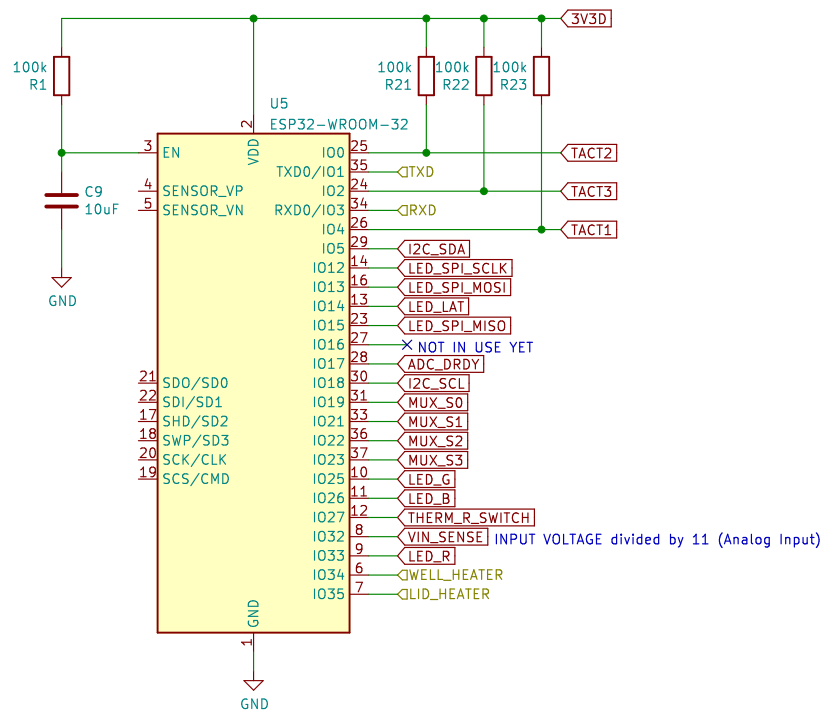 3V3D
100k
R1
100k
R21
100k
R22
100k
R23
U5
ESP32-WROOM-32
2
VDD
3 EN
IO0 25 TACT2
TXD0/IO1 35 TXD
4 SENSOR_VP
IO2 24 TACT3
C9
10uF
5 SENSOR_VN
RXD0/IO3 34 RXD
IO4 26 TACT1
IO5 29 I2C_SDA
IO12 14 LED_SPI_SCLK
IO13 16 LED_SPI_MOSI
GND
IO14 13 LED_LAT
IO15 23 LED_SPI_MISO
IO16 27 NOT IN USE YET
IO17 28 ADC_DRDY
21 SDO/SD0
IO18 30 I2C_SCL
22 SDI/SD1
IO19 31 MUX_S0
17 SHD/SD2
IO21 33 MUX_S1
18 SWP/SD3
IO22 36 MUX_S2
20 SCK/CLK
IO23 37 MUX_S3
19 SCS/CMD
IO25 10 LED_G
IO26 11 LED_B
IO27 12 THERM_R_SWITCH
IO32 8 VIN_SENSE INPUT VOLTAGE divided by 11 (Analog Input)
IO33 9 LED_R
IO34 6 WELL_HEATER
IO35 7 LID_HEATER
GND
1
GND